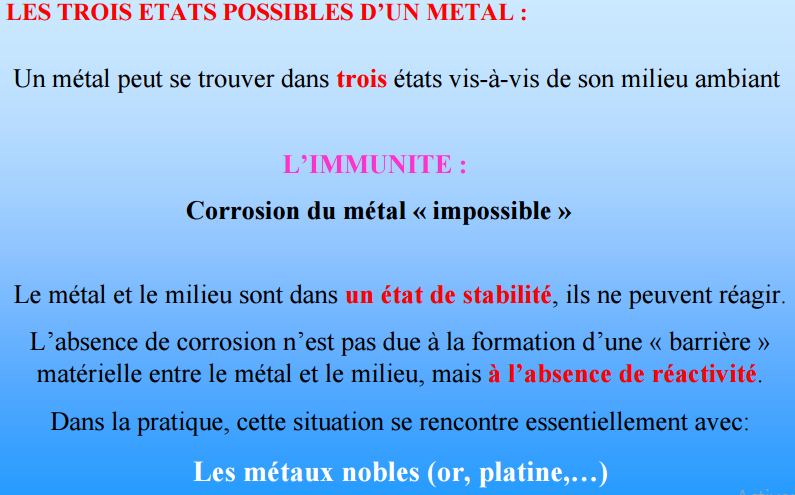 LES TROIS ETATS POSSIBLES D’UN METAL :
Un métal peut se trouver dans trois états vis-à-vis de son milieu ambiant
L’IMMUNITE :
Corrosion du métal « impossible »
Le métal et le milieu sont dans un état de stabilité, ils ne peuvent réagir.
L’absence de corrosion n’est pas due à la formation d’une « barrière »
matérielle entre le métal et le milieu, mais à l’absence de réactivité.
Dans la pratique, cette situation se rencontre essentiellement avec:
Les métaux nobles (or, platine,…)